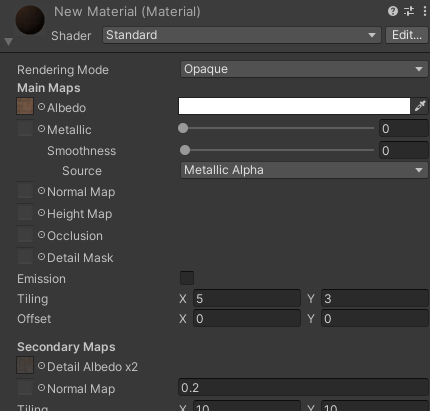 New Material (Material)
Shader Standard Edit...
Rendering Mode Opaque
Main Maps
Albedo
Metallic 0
Smoothness 0
Source Metallic Alpha
Normal Map
Height Map
Occlusion
Detail Mask
Emission
Tiling X 5 Y 3
Offset X 0 Y 0
Secondary Maps
Detail Albedo x2
Normal Map 0.2
Tiling X 10 Y 10